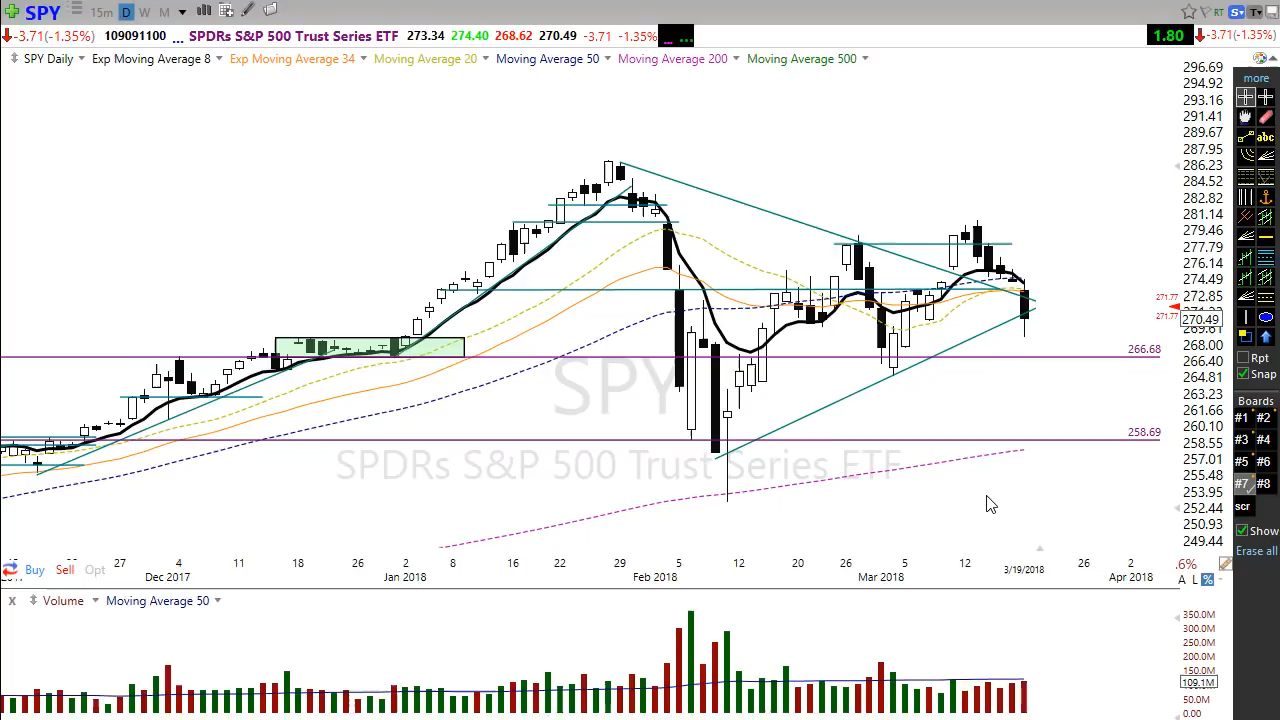 SPY 15m D W M RT S T
-3.71(-1.35%) 109091100 ... SPDRs S&P 500 Trust Series ETF 273.34 274.40 268.62 270.49 -3.71 -1.35% 1.80 -3.71(-1.35%)
SPY Daily Exp Moving Average 8 Exp Moving Average 34 Moving Average 20 Moving Average 50 Moving Average 200 Moving Average 500
more
abc
296.69
294.92
293.16
291.41
289.67
287.95
286.23
284.52
282.82
281.14
279.46
277.79
276.14
274.49
272.85
271.77
271.77
270.49
268.00
266.68
266.40
264.81
263.23
261.66
260.10
258.69
258.55
257.01
255.48
253.95
252.44
250.93
249.44
SPY
SPDRs S&P 500 Trust Series ETF
Rpt
Snap
Boards
#1 #2
#3 #4
#5 #6
#7 #8
scr
Show
Erase all
27 4 11 18 26 2 8 16 22 29 5 12 20 26 5 12 26 2
Buy Sell Opt
Dec 2017 Jan 2018 Feb 2018 Mar 2018 3/19/2018 Apr 2018
.6%
A L %
X Volume Moving Average 50
350.0M
300.0M
250.0M
200.0M
150.0M
109.1M
50.0M
0.00